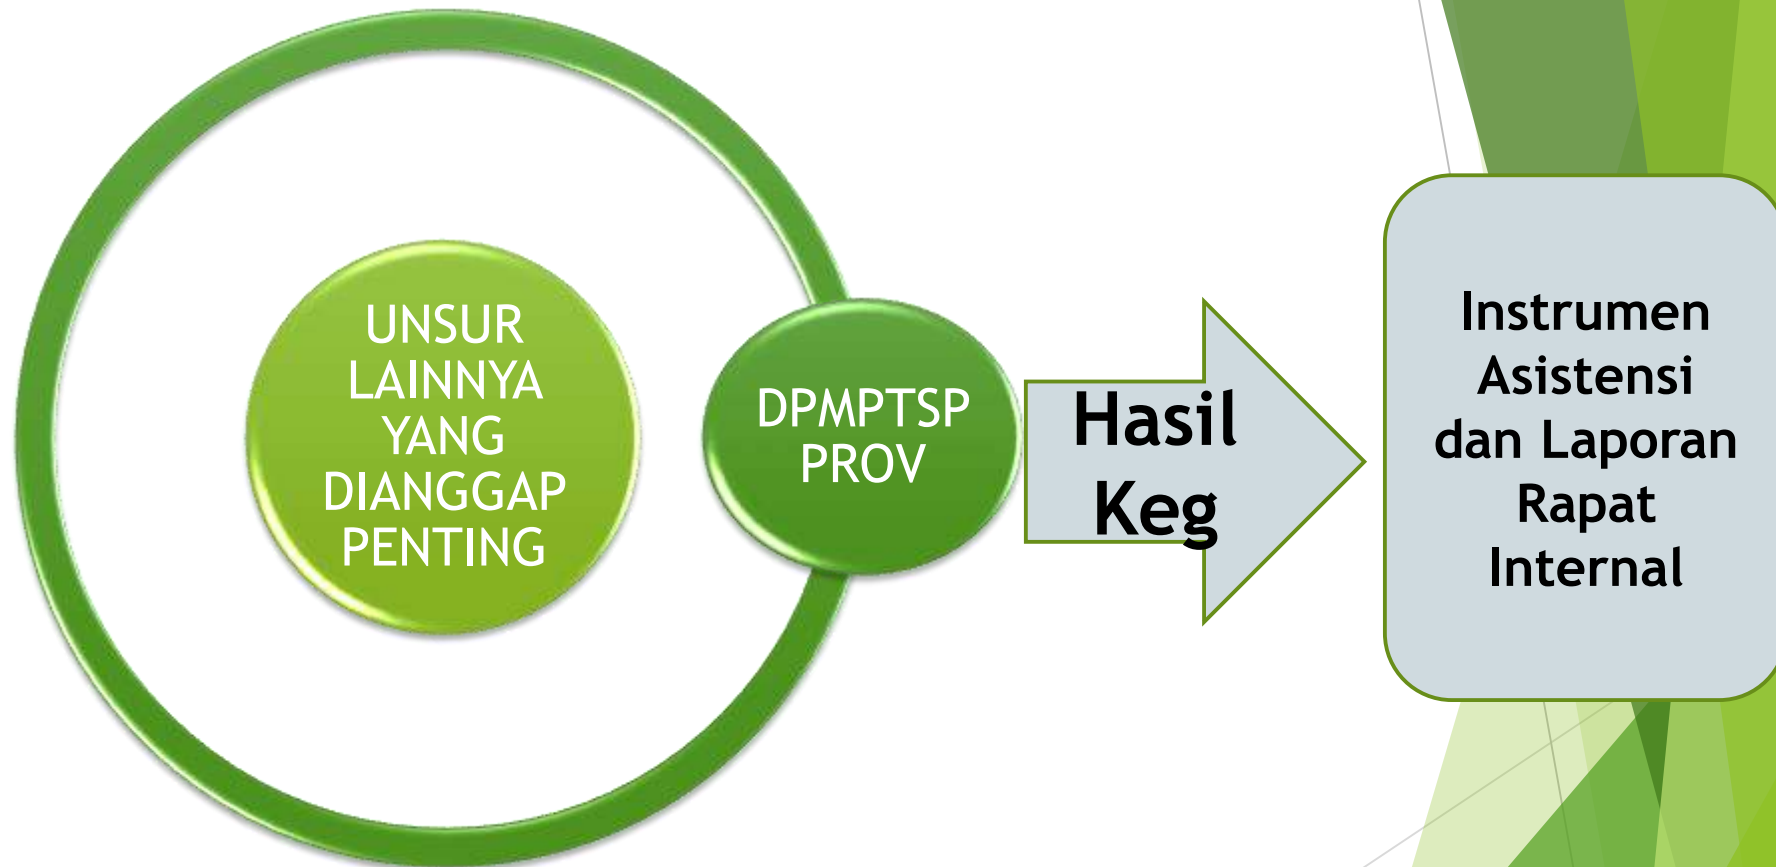 UNSUR
LAINNYA
YANG
DIANGGAP
PENTING
DPMPTSP
PROV
Hasil
Keg
Instrumen
Asistensi
dan Laporan
Rapat
Internal